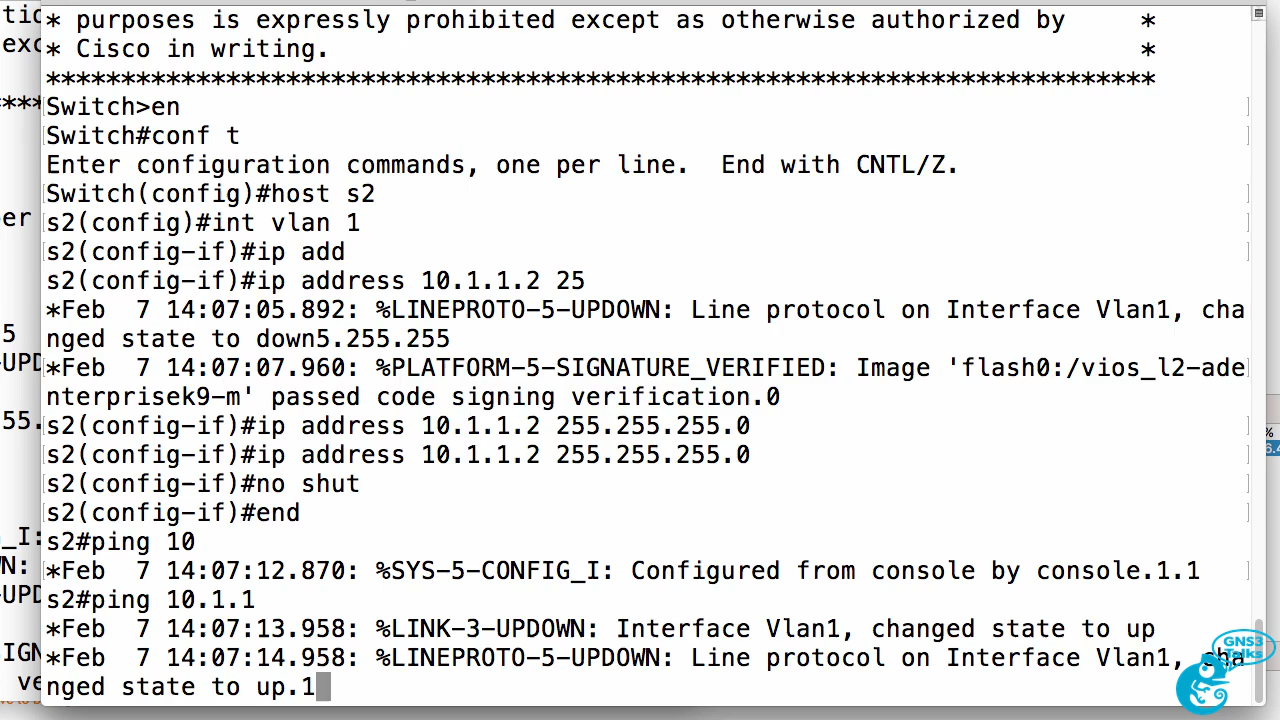 * purposes is expressly prohibited except as otherwise authorized by *
* Cisco in writing. *
**************************************************************************
Switch>en
Switch#conf t
Enter configuration commands, one per line.  End with CNTL/Z.
Switch(config)#host s2
s2(config)#int vlan 1
s2(config-if)#ip add
s2(config-if)#ip address 10.1.1.2 25
*Feb  7 14:07:05.892: %LINEPROTO-5-UPDOWN: Line protocol on Interface Vlan1, cha
nged state to down5.255.255
*Feb  7 14:07:07.960: %PLATFORM-5-SIGNATURE_VERIFIED: Image 'flash0:/vios_l2-ade
nterprisek9-m' passed code signing verification.0
s2(config-if)#ip address 10.1.1.2 255.255.255.0
s2(config-if)#ip address 10.1.1.2 255.255.255.0
s2(config-if)#no shut
s2(config-if)#end
s2#ping 10
*Feb  7 14:07:12.870: %SYS-5-CONFIG_I: Configured from console by console.1.1
s2#ping 10.1.1
*Feb  7 14:07:13.958: %LINK-3-UPDOWN: Interface Vlan1, changed state to up
*Feb  7 14:07:14.958: %LINEPROTO-5-UPDOWN: Line protocol on Interface Vlan1, cha
nged state to up.1
GNS3
Talks